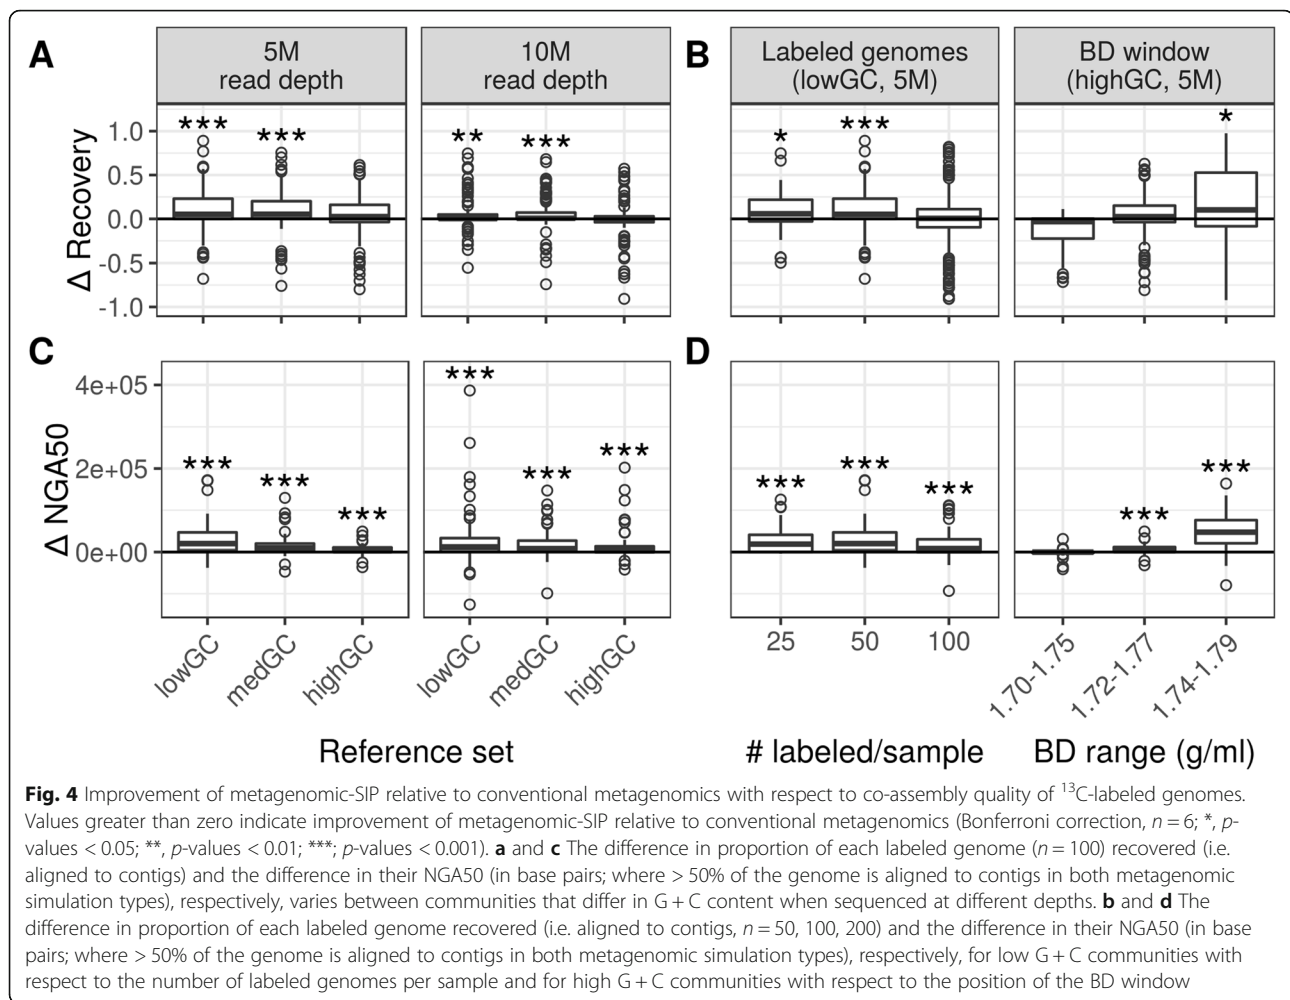 A
5M
read depth
10M
read depth
B
Labeled genomes
(lowGC, 5M)
BD window
(highGC, 5M)
Δ Recovery
1.0
0.5
0.0
-0.5
-1.0
*** ***
** ***
* ***
*
C
D
Δ NGA50
4e+05
2e+05
0e+00
*** *** ***
*** *** ***
*** *** ***
*** ***
lowGC medGC highGC
lowGC medGC highGC
25 50 100
1.70-1.75 1.72-1.77 1.74-1.79
Reference set
# labeled/sample
BD range (g/ml)
Fig. 4 Improvement of metagenomic-SIP relative to conventional metagenomics with respect to co-assembly quality of ¹³C-labeled genomes.
Values greater than zero indicate improvement of metagenomic-SIP relative to conventional metagenomics (Bonferroni correction, n = 6; *, p-
values < 0.05; **, p-values < 0.01; ***; p-values < 0.001). a and c The difference in proportion of each labeled genome (n = 100) recovered (i.e.
aligned to contigs) and the difference in their NGA50 (in base pairs; where > 50% of the genome is aligned to contigs in both metagenomic
simulation types), respectively, varies between communities that differ in G + C content when sequenced at different depths. b and d The
difference in proportion of each labeled genome recovered (i.e. aligned to contigs, n = 50, 100, 200) and the difference in their NGA50 (in base
pairs; where > 50% of the genome is aligned to contigs in both metagenomic simulation types), respectively, for low G + C communities with
respect to the number of labeled genomes per sample and for high G + C communities with respect to the position of the BD window